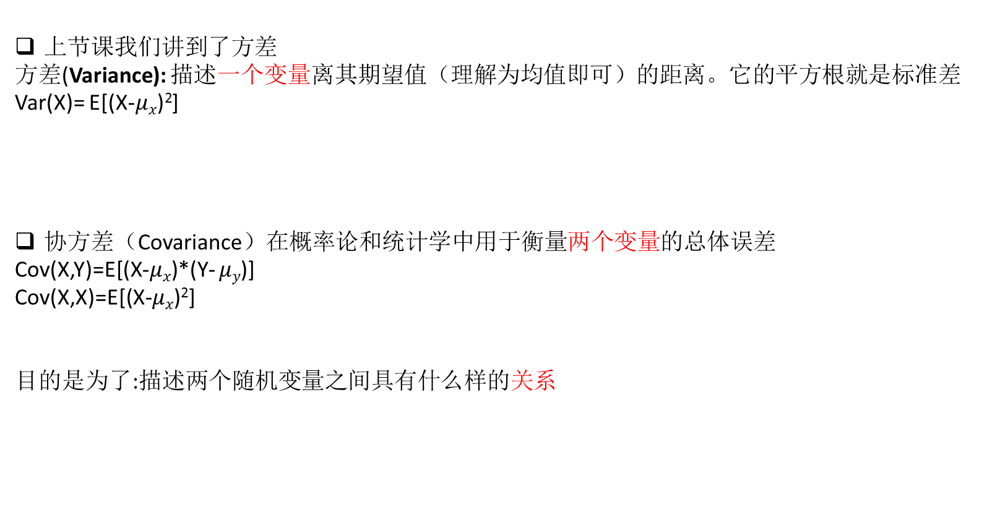 ❑ 上节课我们讲到了方差
方差(Variance): 描述一个变量离其期望值（理解为均值即可）的距离。它的平方根就是标准差
Var(X)= E[(X-𝜇ₓ)²]
❑ 协方差（Covariance）在概率论和统计学中用于衡量两个变量的总体误差
Cov(X,Y)=E[(X-𝜇ₓ)*(Y- 𝜇_y)]
Cov(X,X)=E[(X-𝜇ₓ)²]
目的是为了:描述两个随机变量之间具有什么样的关系